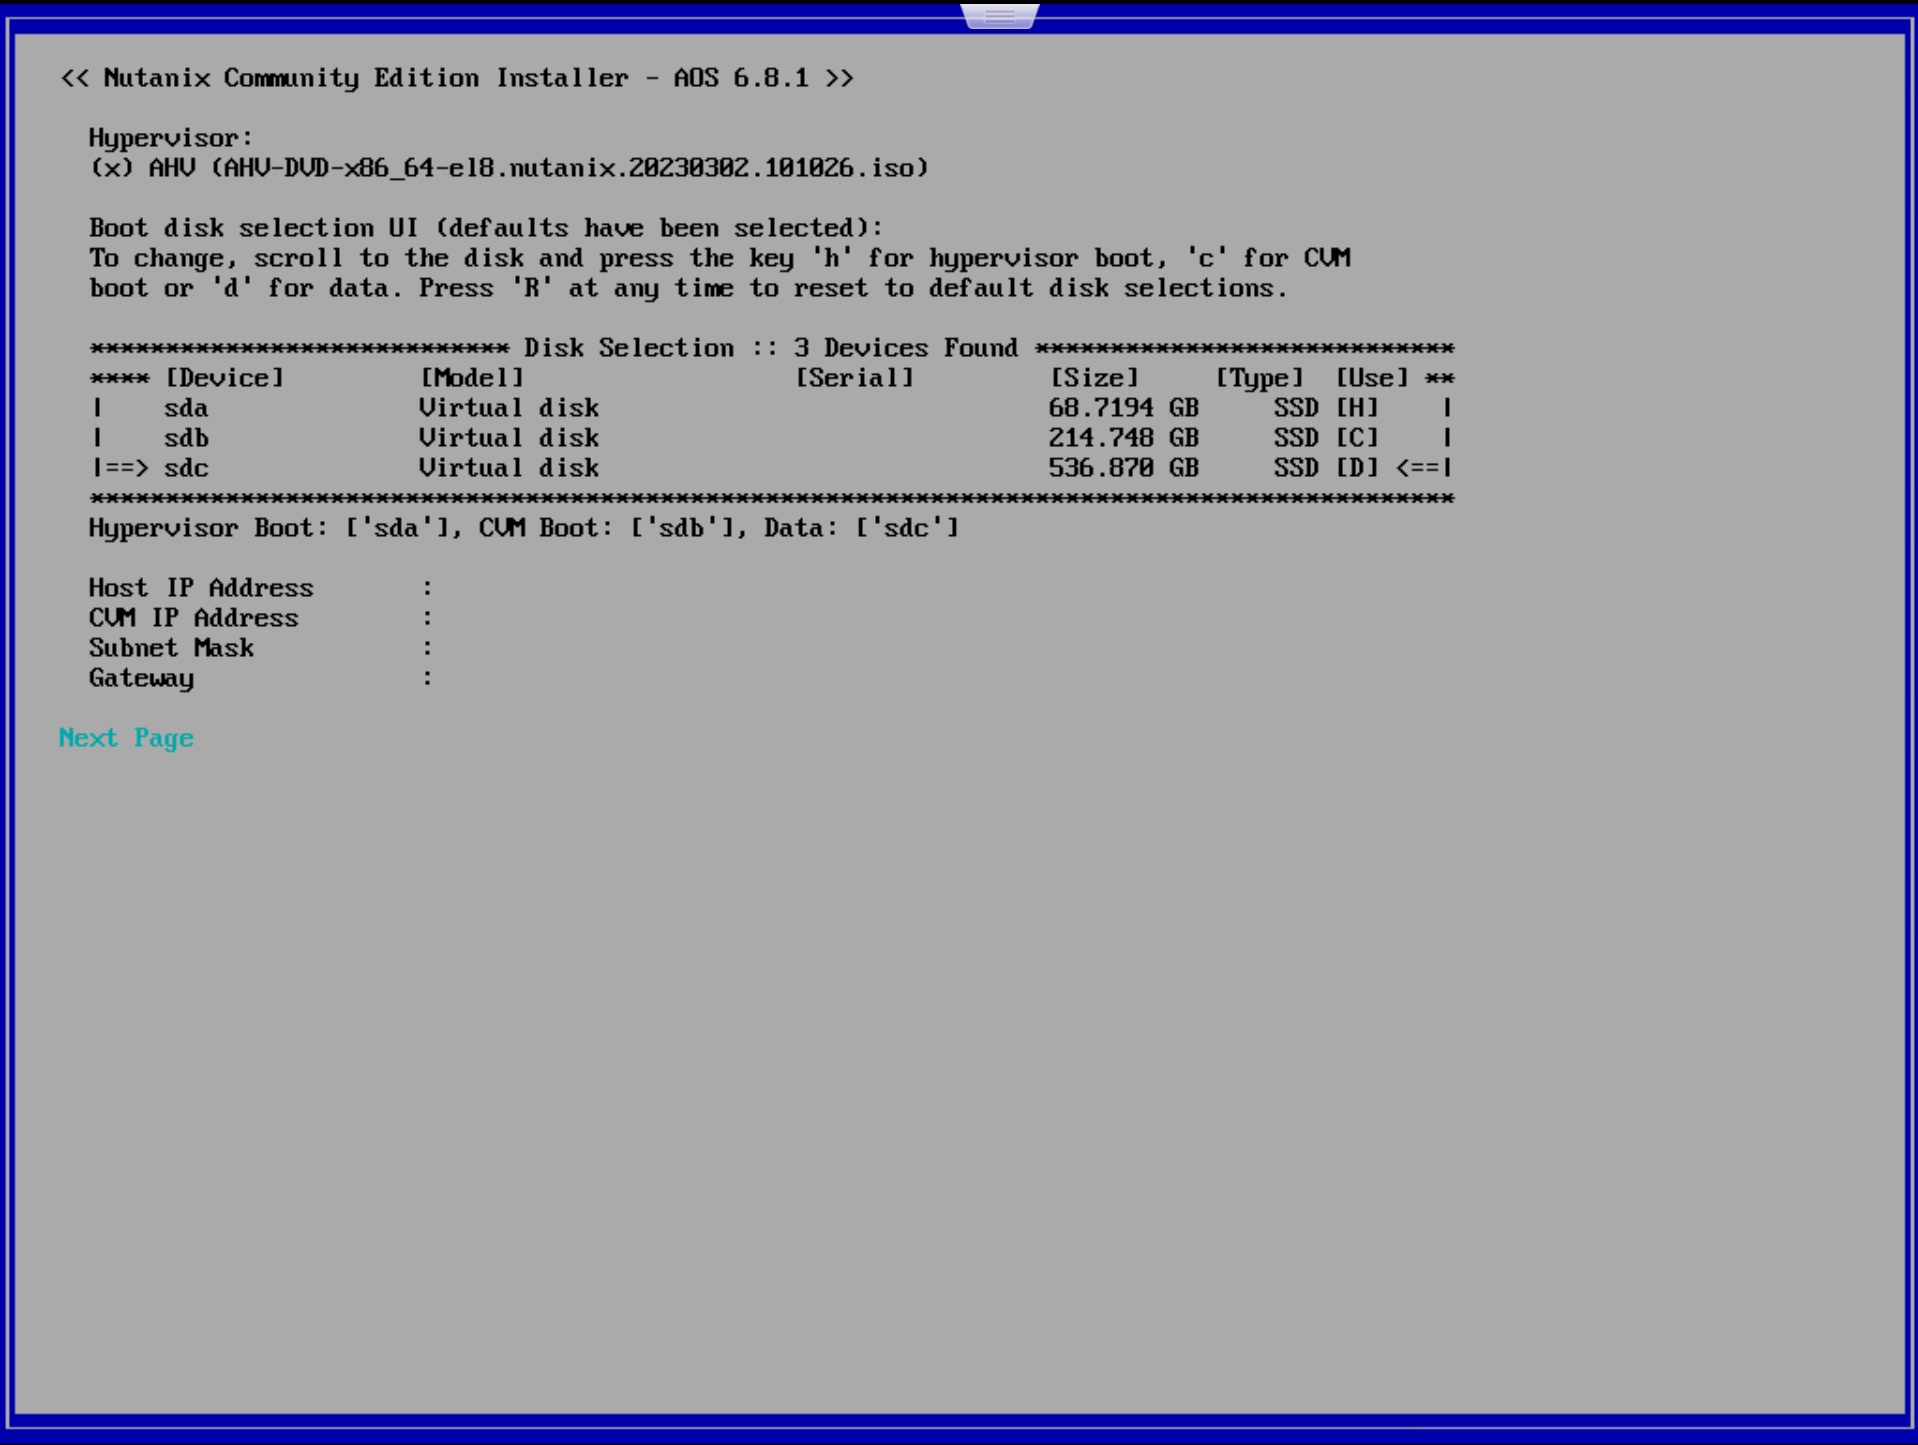 << Nutanix Community Edition Installer - AOS 6.8.1 >>
Hypervisor:
(x) AHV (AHV-DVD-x86_64-el8.nutanix.20230302.101026.iso)
Boot disk selection UI (defaults have been selected):
To change, scroll to the disk and press the key 'h' for hypervisor boot, 'c' for CVM
boot or 'd' for data. Press 'R' at any time to reset to default disk selections.
**************************** Disk Selection :: 3 Devices Found ****************************
**** [Device]         [Model]                  [Serial]         [Size]     [Type]  [Use] **
|    sda              Virtual disk                              68.7194 GB     SSD [H]    |
|    sdb              Virtual disk                              214.748 GB     SSD [C]    |
|==> sdc              Virtual disk                              536.870 GB     SSD [D] <==|
*******************************************************************************************
Hypervisor Boot: ['sda'], CVM Boot: ['sdb'], Data: ['sdc']
Host IP Address       :
CVM IP Address        :
Subnet Mask           :
Gateway               :
Next Page